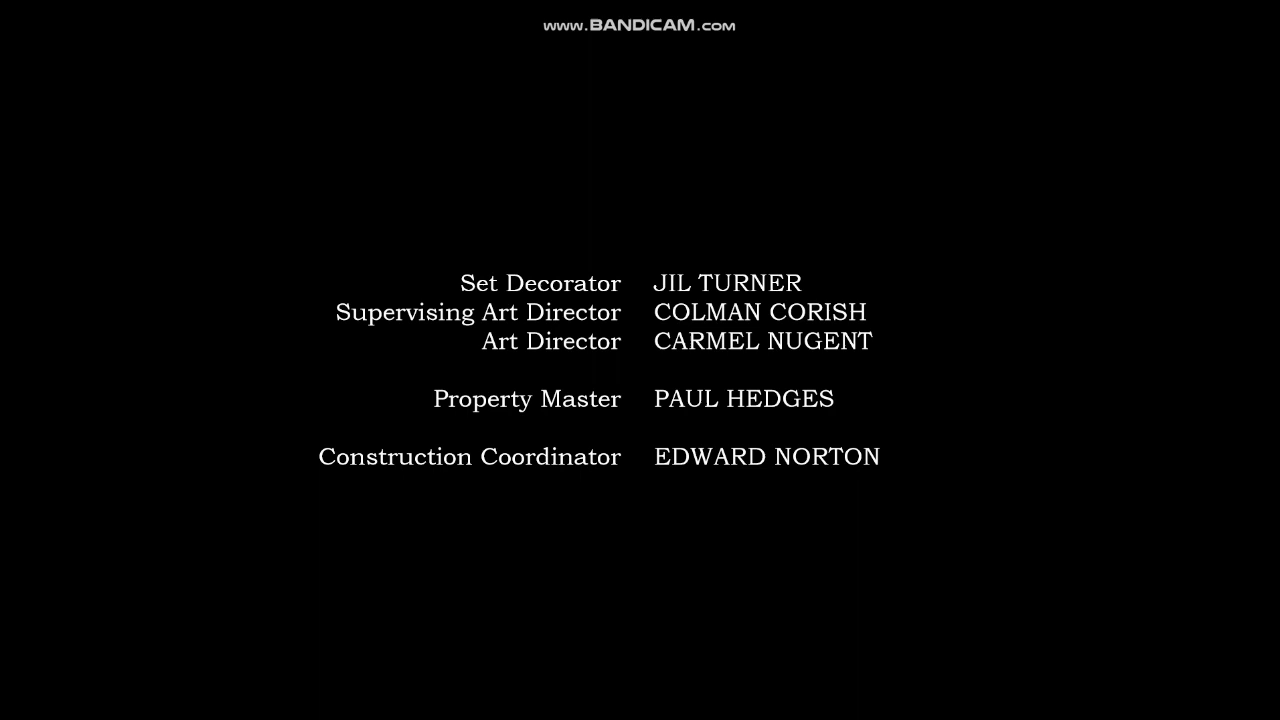 www.BANDICAM.com
Set Decorator JIL TURNER
Supervising Art Director COLMAN CORISH
Art Director CARMEL NUGENT
Property Master PAUL HEDGES
Construction Coordinator EDWARD NORTON